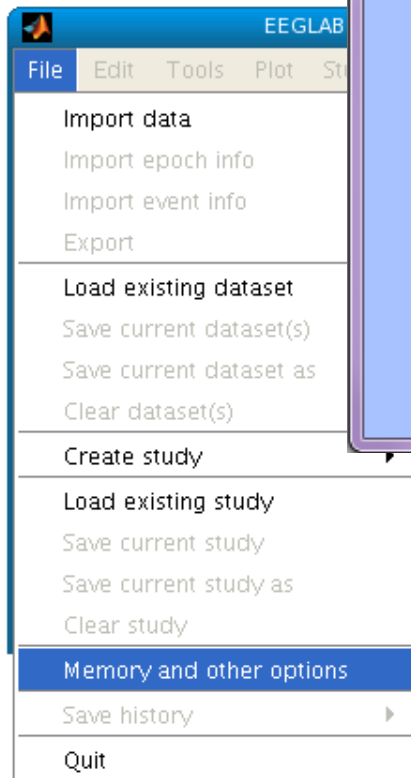 EEGLAB
File Edit Tools Plot
Import data
Import epoch info
Import event info
Export
Load existing dataset
Save current dataset(s)
Save current dataset as
Clear dataset(s)
Create study
Load existing study
Save current study
Save current study as
Clear study
Memory and other options
Save history
Quit